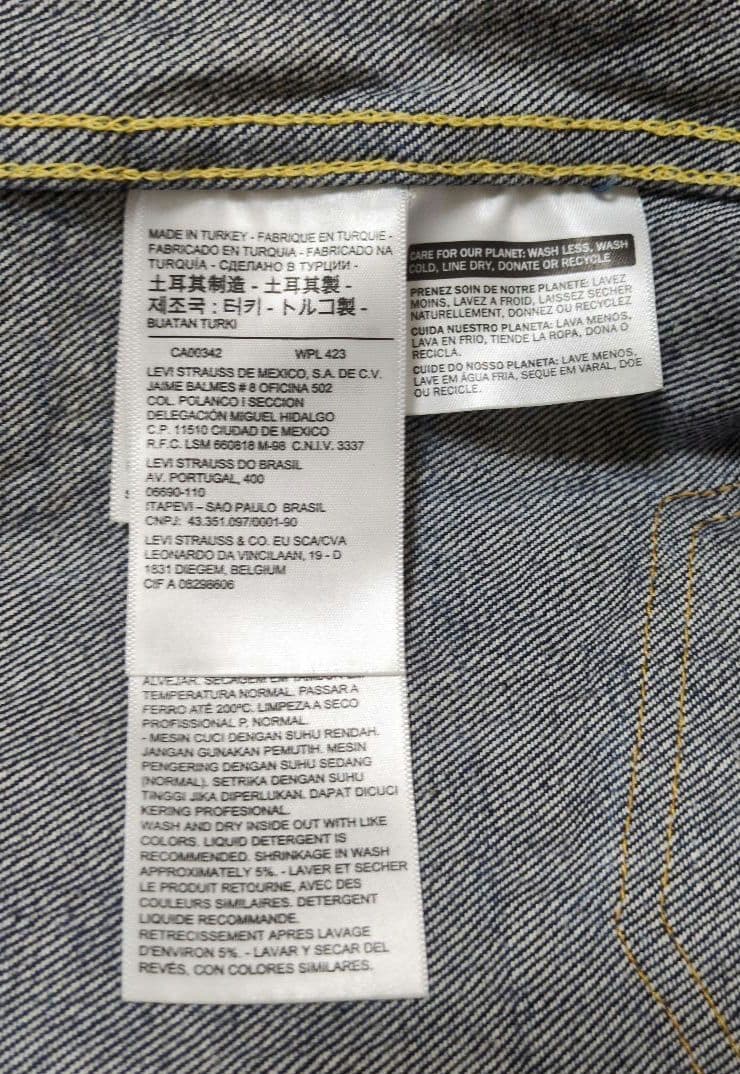 MADE IN TURKEY - FABRIQUE EN TURQUIE -
FABRICADO EN TURQUIA - FABRICADO NA
TURQUIA - СДЕЛАНО В ТУРЦИИ -
土耳其制造 - 土耳其製 -
제조국 : 터키 - トルコ製 -
BUATAN TURKI
CA00342 WPL 423
LEVI STRAUSS DE MEXICO, S.A. DE C.V.
JAIME BALMES # 8 OFICINA 502
COL. POLANCO I SECCION
DELEGACIÓN MIGUEL HIDALGO
C.P. 11510 CIUDAD DE MEXICO
R.F.C. LSM 660818 M-98 C.N.I.V. 3337
LEVI STRAUSS DO BRASIL
AV. PORTUGAL, 400
06690-110
ITAPEVI – SAO PAULO BRASIL
CNPJ: 43.351.097/0001-90
LEVI STRAUSS & CO. EU SCA/CVA
LEONARDO DA VINCILAAN, 19 - D
1831 DIEGEM, BELGIUM
CIF A 08298606
ALVEJAR. SECAGEM EM
TEMPERATURA NORMAL. PASSAR A
FERRO ATÉ 200ºC. LIMPEZA A SECO
PROFISSIONAL P. NORMAL.
- MESIN CUCI DENGAN SUHU RENDAH.
JANGAN GUNAKAN PEMUTIH. MESIN
PENGERING DENGAN SUHU SEDANG
(NORMAL). SETRIKA DENGAN SUHU
TINGGI JIKA DIPERLUKAN. DAPAT DICUCI
KERING PROFESIONAL.
WASH AND DRY INSIDE OUT WITH LIKE
COLORS. LIQUID DETERGENT IS
RECOMMENDED. SHRINKAGE IN WASH
APPROXIMATELY 5%. - LAVER ET SECHER
LE PRODUIT RETOURNE, AVEC DES
COULEURS SIMILAIRES. DETERGENT
LIQUIDE RECOMMANDE.
RETRECISSEMENT APRES LAVAGE
D'ENVIRON 5%. - LAVAR Y SECAR DEL
REVÉS, CON COLORES SIMILARES.
CARE FOR OUR PLANET: WASH LESS, WASH
COLD, LINE DRY, DONATE OR RECYCLE
PRENEZ SOIN DE NOTRE PLANETE: LAVEZ
MOINS, LAVEZ A FROID, LAISSEZ SECHER
NATURELLEMENT, DONNEZ OU RECYCLEZ
CUIDA NUESTRO PLANETA: LAVA MENOS,
LAVA EN FRIO, TIENDE LA ROPA, DONA O
RECICLA.
CUIDE DO NOSSO PLANETA: LAVE MENOS,
LAVE EM ÁGUA FRIA, SEQUE EM VARAL, DOE
OU RECICLE.